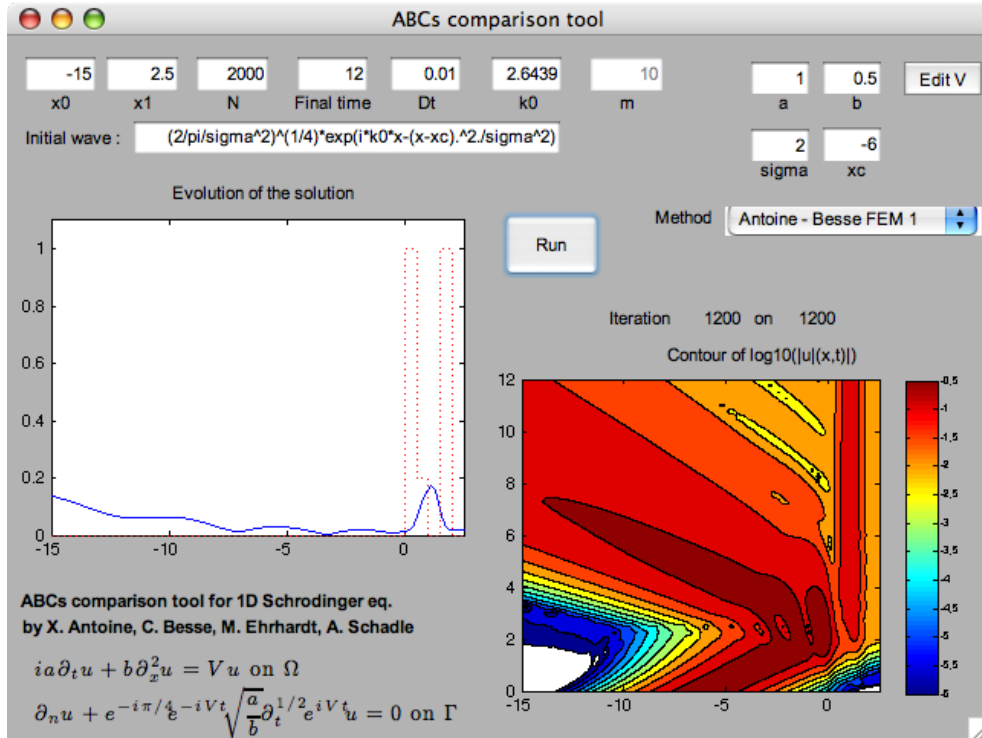 ABCs comparison tool
-15 2.5 2000 12 0.01 2.6439 10 1 0.5 Edit V
x0 x1 N Final time Dt k0 m a b
Initial wave : (2/pi/sigma^2)^(1/4)*exp(i*k0*x-(x-xc).^2./sigma^2)
2 -6
sigma xc
Evolution of the solution
Method Antoine - Besse FEM 1
Run
1
0.8
0.6
0.4
0.2
0
-15 -10 -5 0
Iteration 1200 on 1200
Contour of log10(|u|(x,t)|)
12
10
8
6
4
2
0
-15 -10 -5 0
-0,5
-1
-1,5
-2
-2,5
-3
-3,5
-4
-4,5
-5
-5,5
-6
ABCs comparison tool for 1D Schrodinger eq.
by X. Antoine, C. Besse, M. Ehrhardt, A. Schadle
ia∂_t u + b∂_x^2 u = V u on Ω
∂_n u + e^{-iπ/4} e^{-iVt} √(a/b) ∂_t^{1/2} e^{iVt} u = 0 on Γ